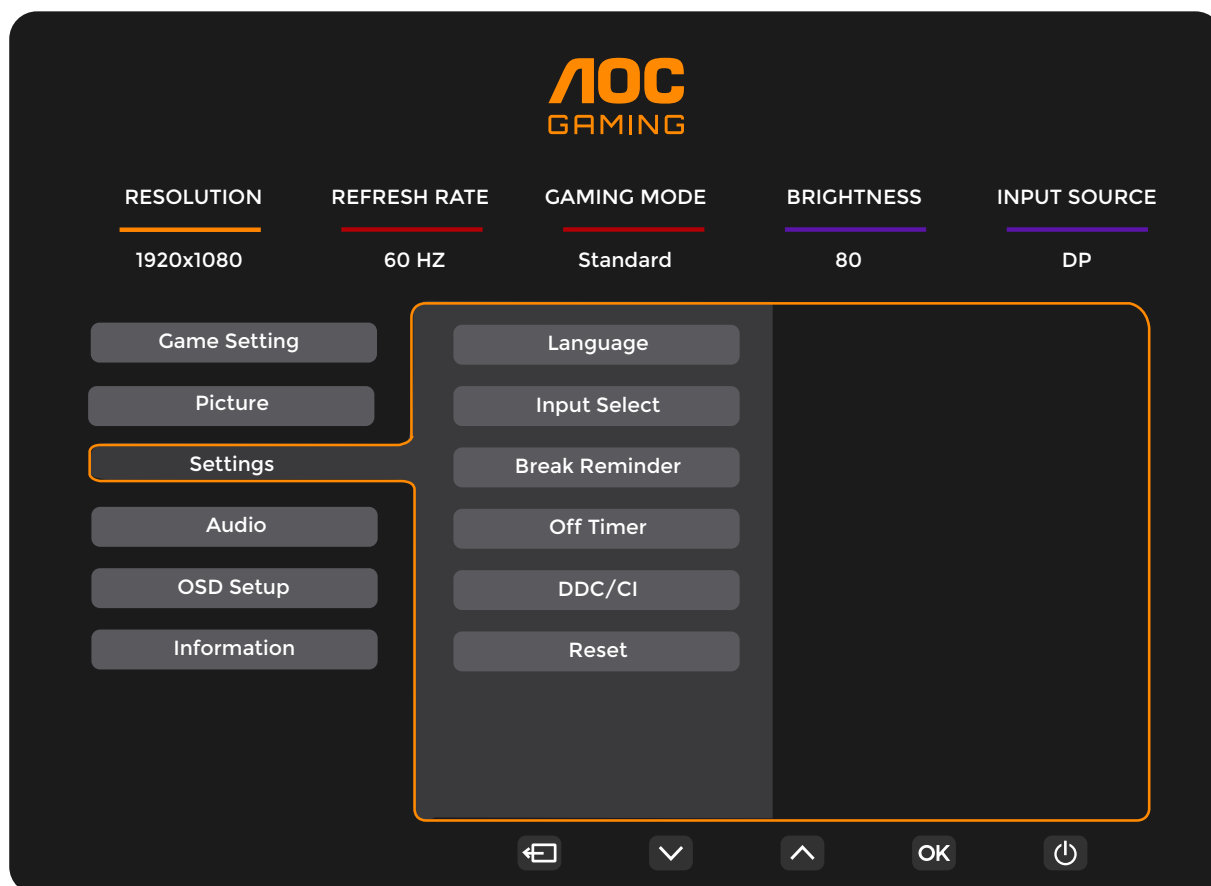 AOC
GAMING
RESOLUTION REFRESH RATE GAMING MODE BRIGHTNESS INPUT SOURCE
1920x1080 60 HZ Standard 80 DP
Game Setting
Picture
Settings
Audio
OSD Setup
Information
Language
Input Select
Break Reminder
Off Timer
DDC/CI
Reset
OK